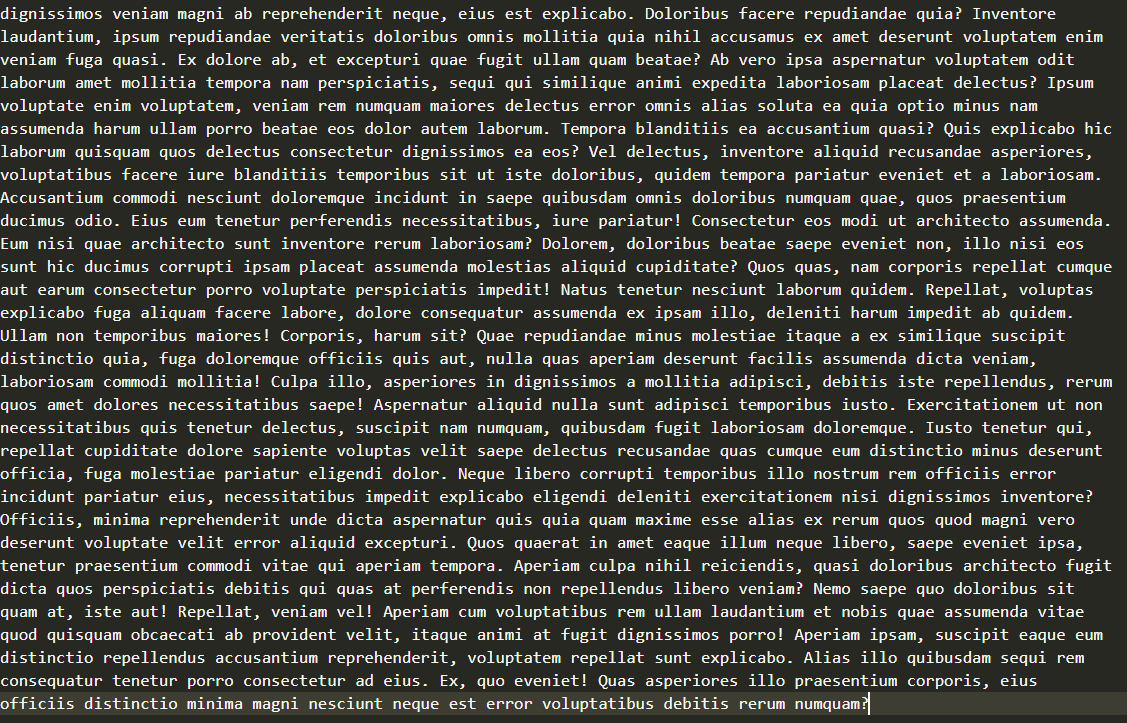 dignissimos veniam magni ab reprehenderit neque, eius est explicabo. Doloribus facere repudiandae quia? Inventore
laudantium, ipsum repudiandae veritatis doloribus omnis mollitia quia nihil accusamus ex amet deserunt voluptatem enim
veniam fuga quasi. Ex dolore ab, et excepturi quae fugit ullam quam beatae? Ab vero ipsa aspernatur voluptatem odit
laborum amet mollitia tempora nam perspiciatis, sequi qui similique animi expedita laboriosam placeat delectus? Ipsum
voluptate enim voluptatem, veniam rem numquam maiores delectus error omnis alias soluta ea quia optio minus nam
assumenda harum ullam porro beatae eos dolor autem laborum. Tempora blanditiis ea accusantium quasi? Quis explicabo hic
laborum quisquam quos delectus consectetur dignissimos ea eos? Vel delectus, inventore aliquid recusandae asperiores,
voluptatibus facere iure blanditiis temporibus sit ut iste doloribus, quidem tempora pariatur eveniet et a laboriosam.
Accusantium commodi nesciunt doloremque incidunt in saepe quibusdam omnis doloribus numquam quae, quos praesentium
ducimus odio. Eius eum tenetur perferendis necessitatibus, iure pariatur! Consectetur eos modi ut architecto assumenda.
Eum nisi quae architecto sunt inventore rerum laboriosam? Dolorem, doloribus beatae saepe eveniet non, illo nisi eos
sunt hic ducimus corrupti ipsam placeat assumenda molestias aliquid cupiditate? Quos quas, nam corporis repellat cumque
aut earum consectetur porro voluptate perspiciatis impedit! Natus tenetur nesciunt laborum quidem. Repellat, voluptas
explicabo fuga aliquam facere labore, dolore consequatur assumenda ex ipsam illo, deleniti harum impedit ab quidem.
Ullam non temporibus maiores! Corporis, harum sit? Quae repudiandae minus molestiae itaque a ex similique suscipit
distinctio quia, fuga doloremque officiis quis aut, nulla quas aperiam deserunt facilis assumenda dicta veniam,
laboriosam commodi mollitia! Culpa illo, asperiores in dignissimos a mollitia adipisci, debitis iste repellendus, rerum
quos amet dolores necessitatibus saepe! Aspernatur aliquid nulla sunt adipisci temporibus iusto. Exercitationem ut non
necessitatibus quis tenetur delectus, suscipit nam numquam, quibusdam fugit laboriosam doloremque. Iusto tenetur qui,
repellat cupiditate dolore sapiente voluptas velit saepe delectus recusandae quas cumque eum distinctio minus deserunt
officia, fuga molestiae pariatur eligendi dolor. Neque libero corrupti temporibus illo nostrum rem officiis error
incidunt pariatur eius, necessitatibus impedit explicabo eligendi deleniti exercitationem nisi dignissimos inventore?
Officiis, minima reprehenderit unde dicta aspernatur quis quia quam maxime esse alias ex rerum quos quod magni vero
deserunt voluptate velit error aliquid excepturi. Quos quaerat in amet eaque illum neque libero, saepe eveniet ipsa,
tenetur praesentium commodi vitae qui aperiam tempora. Aperiam culpa nihil reiciendis, quasi doloribus architecto fugit
dicta quos perspiciatis debitis qui quas at perferendis non repellendus libero veniam? Nemo saepe quo doloribus sit
quam at, iste aut! Repellat, veniam vel! Aperiam cum voluptatibus rem ullam laudantium et nobis quae assumenda vitae
quod quisquam obcaecati ab provident velit, itaque animi at fugit dignissimos porro! Aperiam ipsam, suscipit eaque eum
distinctio repellendus accusantium reprehenderit, voluptatem repellat sunt explicabo. Alias illo quibusdam sequi rem
consequatur tenetur porro consectetur ad eius. Ex, quo eveniet! Quas asperiores illo praesentium corporis, eius
officiis distinctio minima magni nesciunt neque est error voluptatibus debitis rerum numquam?